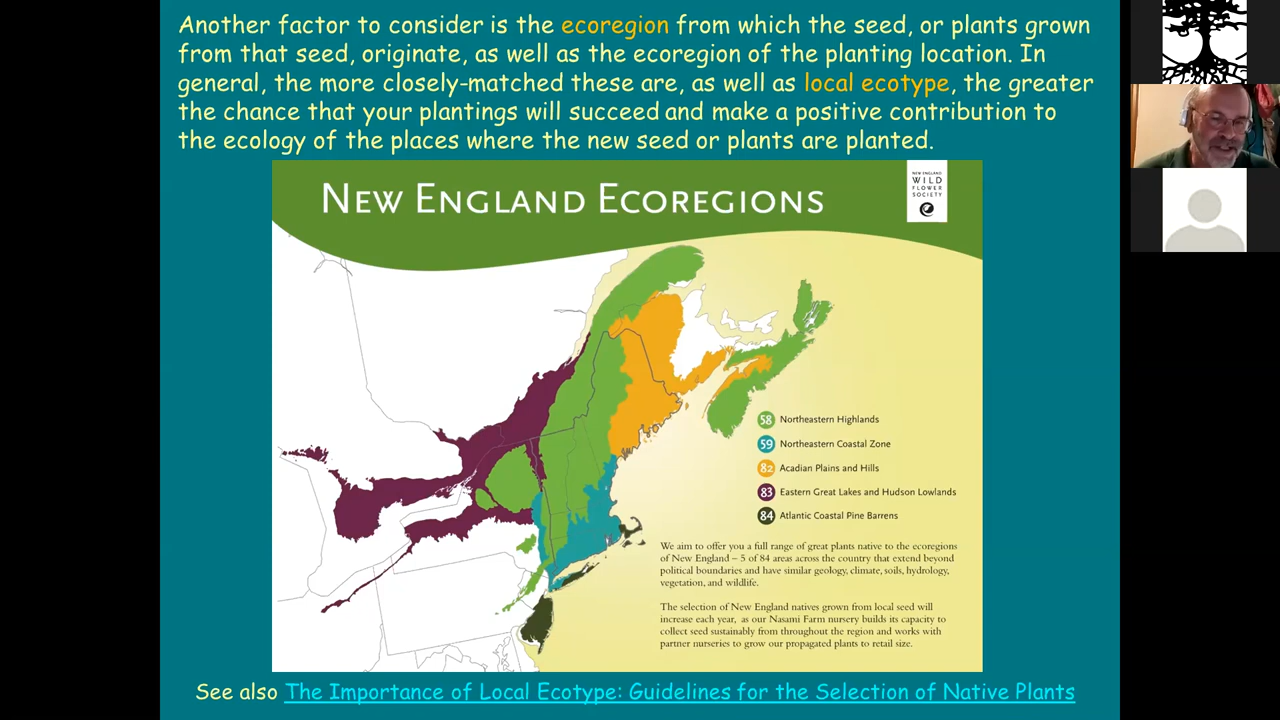 Another factor to consider is the ecoregion from which the seed, or plants grown
from that seed, originate, as well as the ecoregion of the planting location. In
general, the more closely-matched these are, as well as local ecotype, the greater
the chance that your plantings will succeed and make a positive contribution to
the ecology of the places where the new seed or plants are planted.
NEW ENGLAND ECOREGIONS
NEW ENGLAND
WILD
FLOWER
SOCIETY
58 Northeastern Highlands
59 Northeastern Coastal Zone
82 Acadian Plains and Hills
83 Eastern Great Lakes and Hudson Lowlands
84 Atlantic Coastal Pine Barrens
We aim to offer you a full range of great plants native to the ecoregions
of New England – 5 of 84 areas across the country that extend beyond
political boundaries and have similar geology, climate, soils, hydrology,
vegetation, and wildlife.
The selection of New England natives grown from local seed will
increase each year, as our Nasami Farm nursery builds its capacity to
collect seed sustainably from throughout the region and works with
partner nurseries to grow our propagated plants to retail size.
See also The Importance of Local Ecotype: Guidelines for the Selection of Native Plants